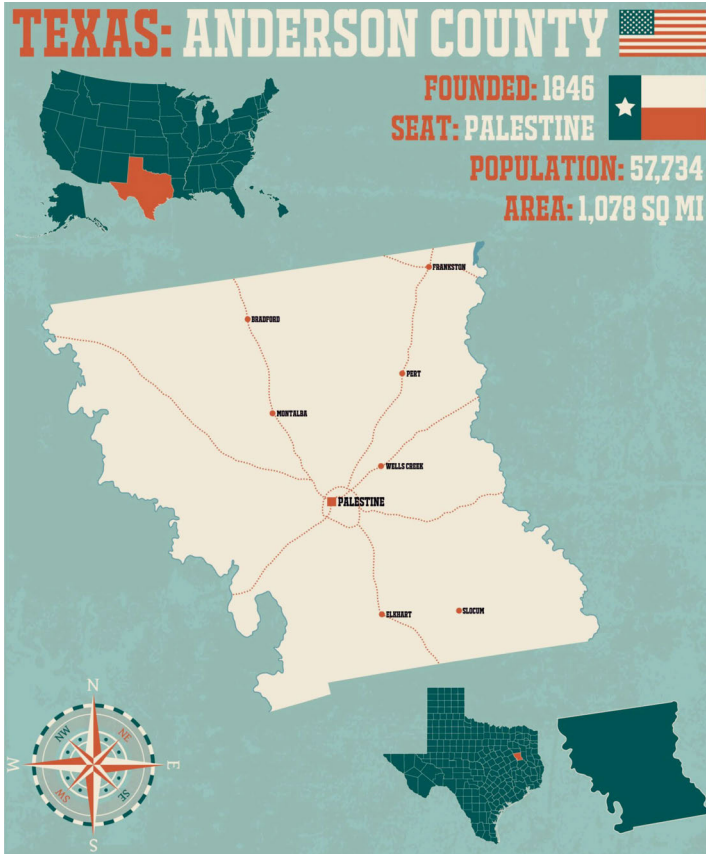 TEXAS: ANDERSON COUNTY
FOUNDED: 1846
SEAT: PALESTINE
POPULATION: 57,734
AREA: 1,078 SQ MI
FRANKSTON
BRADFORD
PERT
MONTALBA
WELLS CREEK
PALESTINE
ELKHART
SLOCUM
N
NW
NE
W
E
SW
SE
S